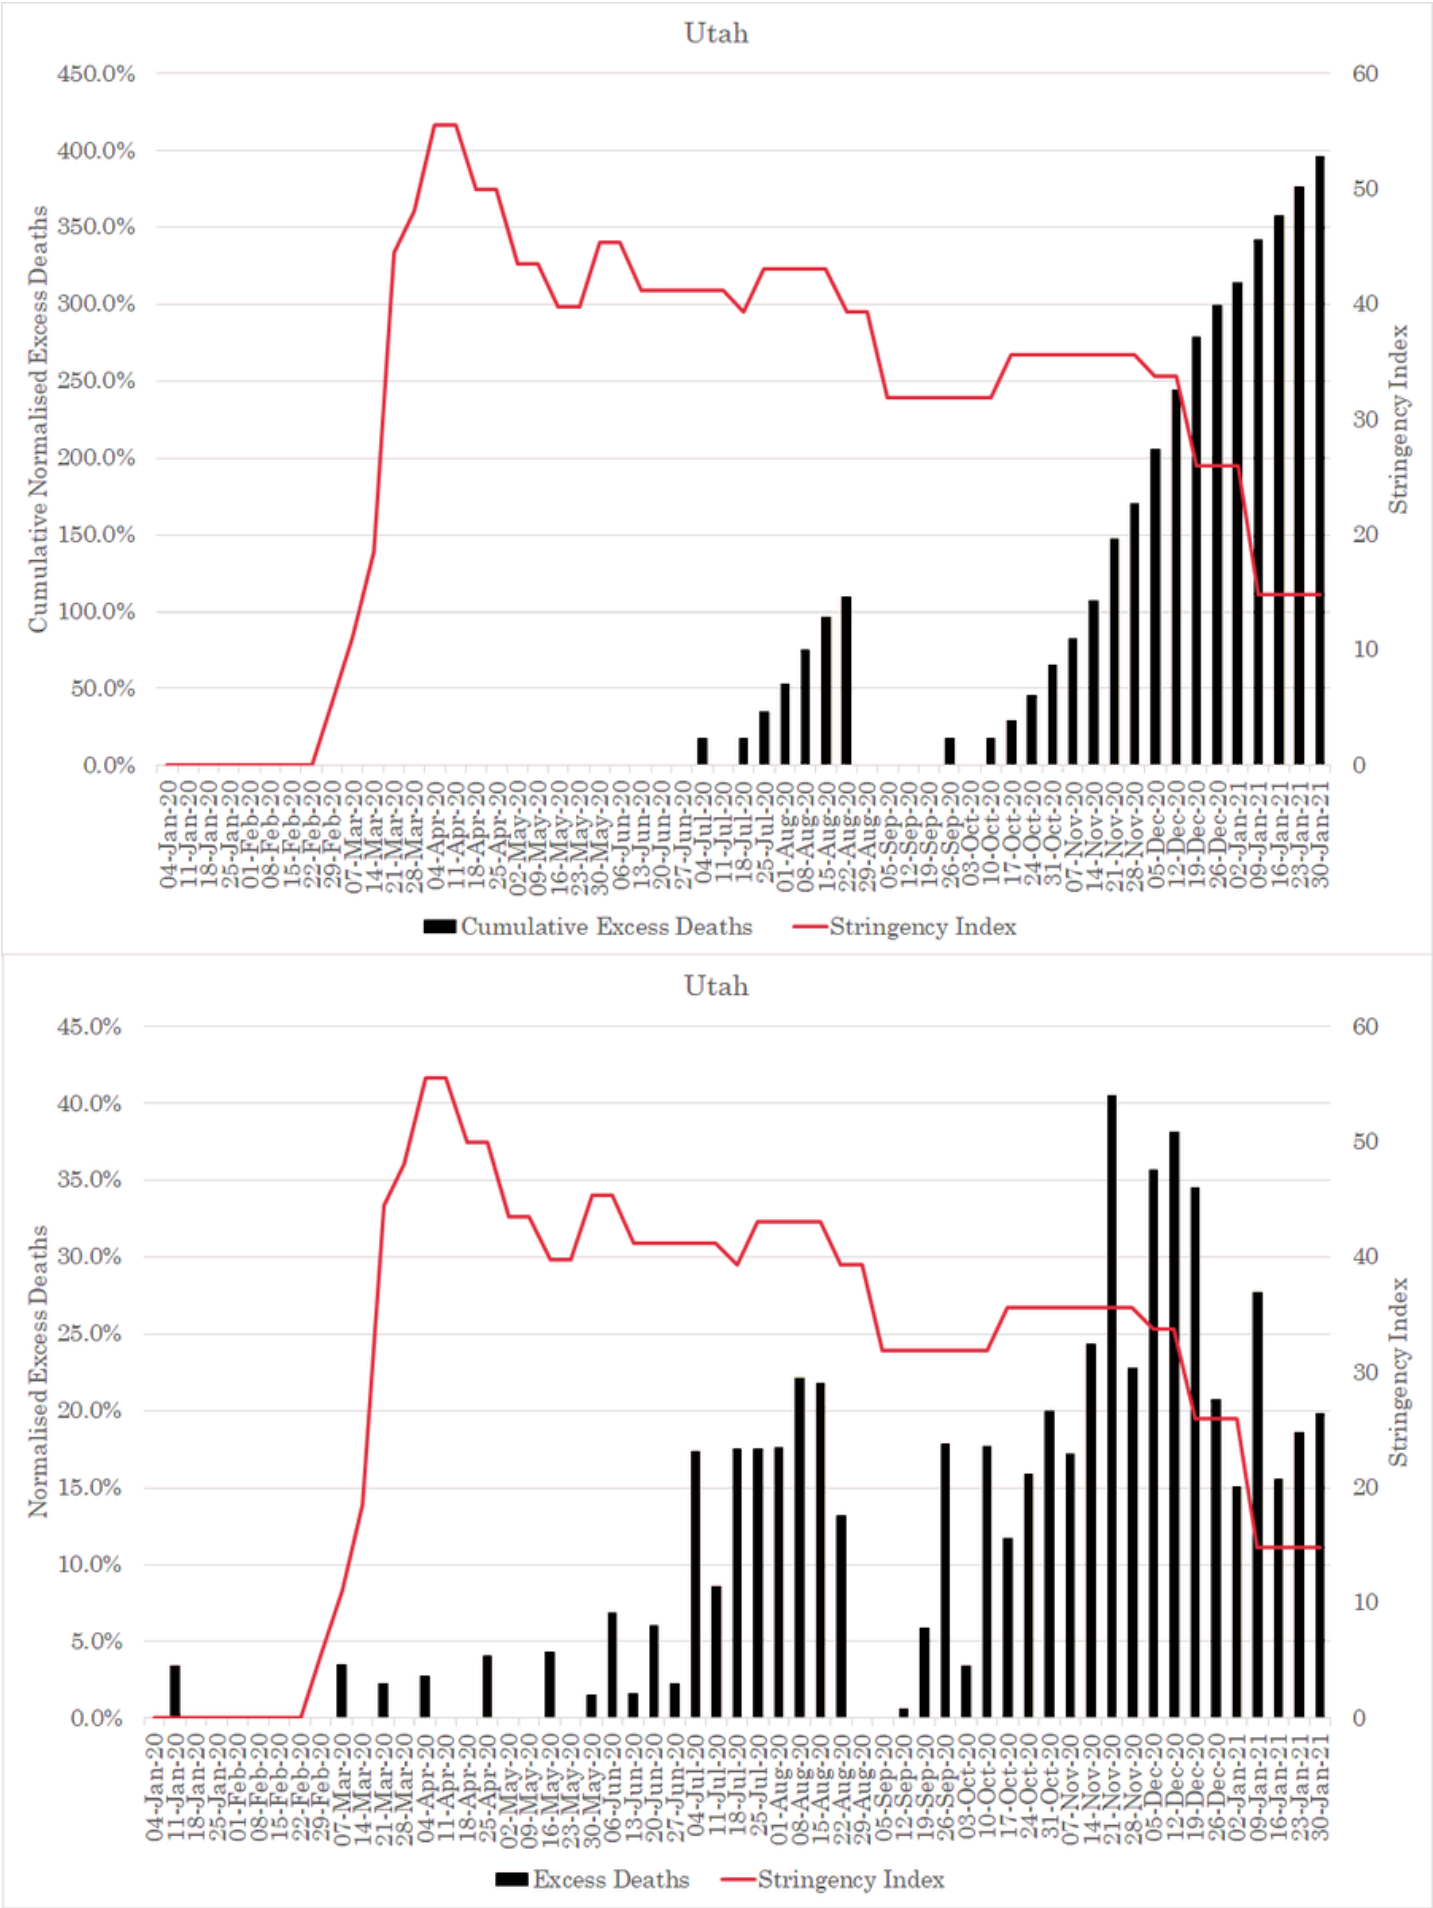 Utah
450.0%
400.0%
350.0%
300.0%
250.0%
200.0%
150.0%
100.0%
50.0%
0.0%
Cumulative Normalised Excess Deaths
60
50
40
30
20
10
0
Stringency Index
04-Jan-20
11-Jan-20
18-Jan-20
25-Jan-20
01-Feb-20
08-Feb-20
15-Feb-20
22-Feb-20
29-Feb-20
07-Mar-20
14-Mar-20
21-Mar-20
28-Mar-20
04-Apr-20
11-Apr-20
18-Apr-20
25-Apr-20
02-May-20
09-May-20
16-May-20
23-May-20
30-May-20
06-Jun-20
13-Jun-20
20-Jun-20
27-Jun-20
04-Jul-20
11-Jul-20
18-Jul-20
25-Jul-20
01-Aug-20
08-Aug-20
15-Aug-20
22-Aug-20
29-Aug-20
05-Sep-20
12-Sep-20
19-Sep-20
26-Sep-20
03-Oct-20
10-Oct-20
17-Oct-20
24-Oct-20
31-Oct-20
07-Nov-20
14-Nov-20
21-Nov-20
28-Nov-20
05-Dec-20
12-Dec-20
19-Dec-20
26-Dec-20
02-Jan-21
09-Jan-21
16-Jan-21
23-Jan-21
30-Jan-21
Cumulative Excess Deaths Stringency Index
Utah
45.0%
40.0%
35.0%
30.0%
25.0%
20.0%
15.0%
10.0%
5.0%
0.0%
Normalised Excess Deaths
60
50
40
30
20
10
0
Stringency Index
04-Jan-20
11-Jan-20
18-Jan-20
25-Jan-20
01-Feb-20
08-Feb-20
15-Feb-20
22-Feb-20
29-Feb-20
07-Mar-20
14-Mar-20
21-Mar-20
28-Mar-20
04-Apr-20
11-Apr-20
18-Apr-20
25-Apr-20
02-May-20
09-May-20
16-May-20
23-May-20
30-May-20
06-Jun-20
13-Jun-20
20-Jun-20
27-Jun-20
04-Jul-20
11-Jul-20
18-Jul-20
25-Jul-20
01-Aug-20
08-Aug-20
15-Aug-20
22-Aug-20
29-Aug-20
05-Sep-20
12-Sep-20
19-Sep-20
26-Sep-20
03-Oct-20
10-Oct-20
17-Oct-20
24-Oct-20
31-Oct-20
07-Nov-20
14-Nov-20
21-Nov-20
28-Nov-20
05-Dec-20
12-Dec-20
19-Dec-20
26-Dec-20
02-Jan-21
09-Jan-21
16-Jan-21
23-Jan-21
30-Jan-21
Excess Deaths Stringency Index